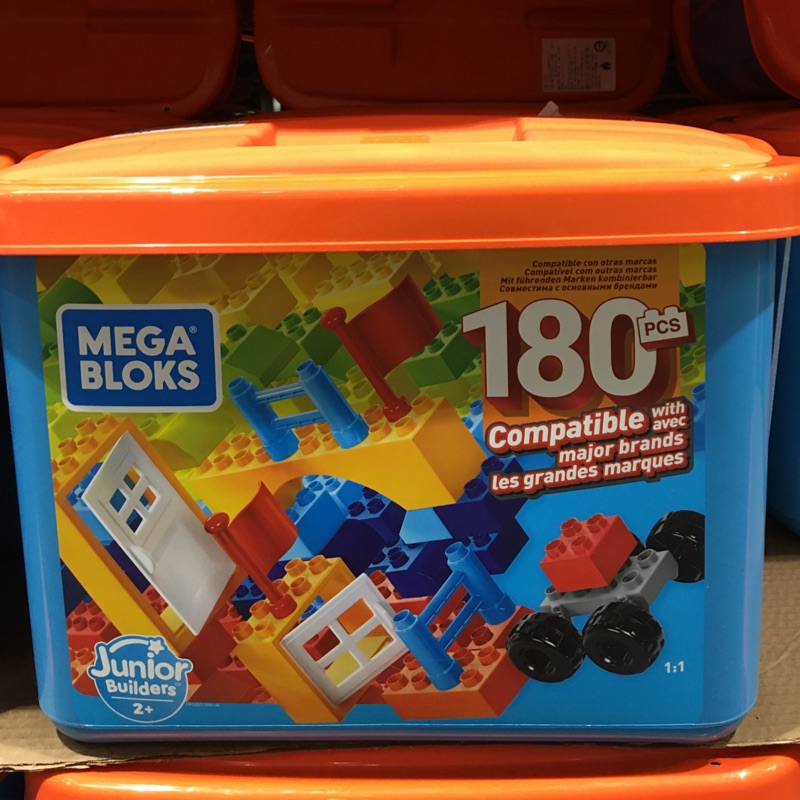 Compatible con otras marcas
Compatível com outras marcas
Mit führenden Marken kombinierbar
Совместима с основными брендами
MEGA®
BLOKS
180 PCS
Compatible with
avec
major brands
les grandes marques
Junior
Builders
2+
1:1